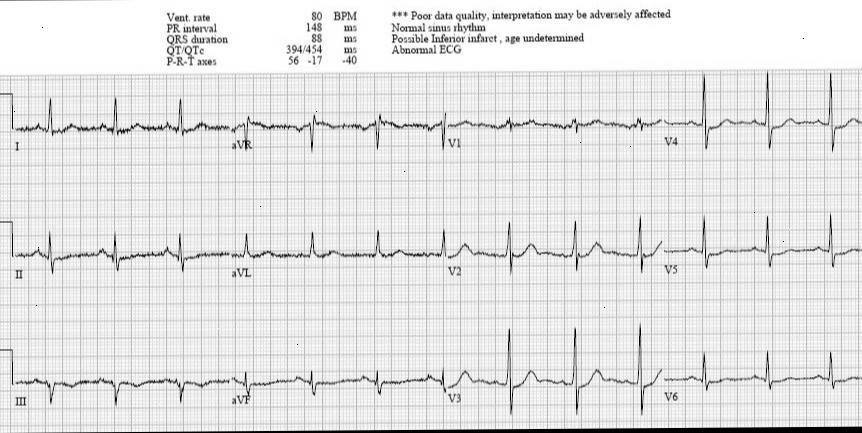 Vent. rate 80 BPM
PR interval 148 ms
QRS duration 88 ms
QT/QTc 394/454 ms
P-R-T axes 56 -17 -40
*** Poor data quality, interpretation may be adversely affected
Normal sinus rhythm
Possible Inferior infarct , age undetermined
Abnormal ECG
I aVR V1 V4
II aVL V2 V5
III aVF V3 V6